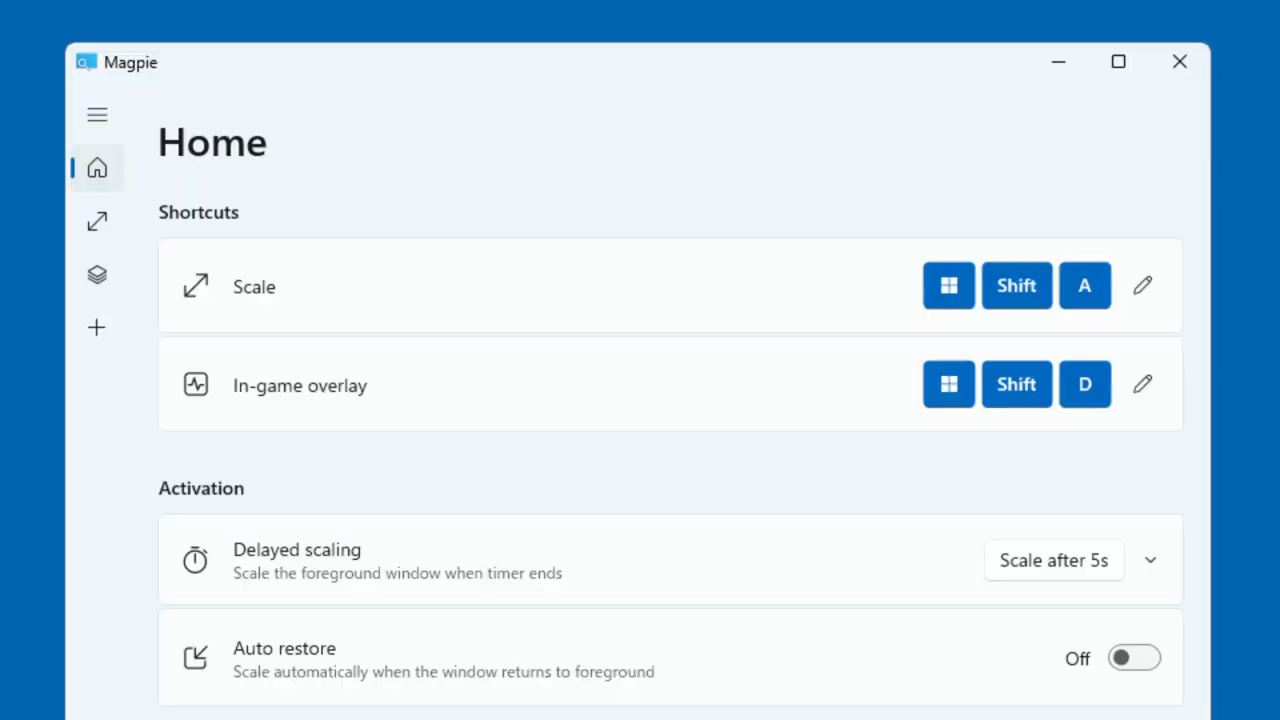 Magpie
Home
Shortcuts
Scale
Shift
A
In-game overlay
Shift
D
Activation
Delayed scaling
Scale the foreground window when timer ends
Scale after 5s
Auto restore
Scale automatically when the window returns to foreground
Off